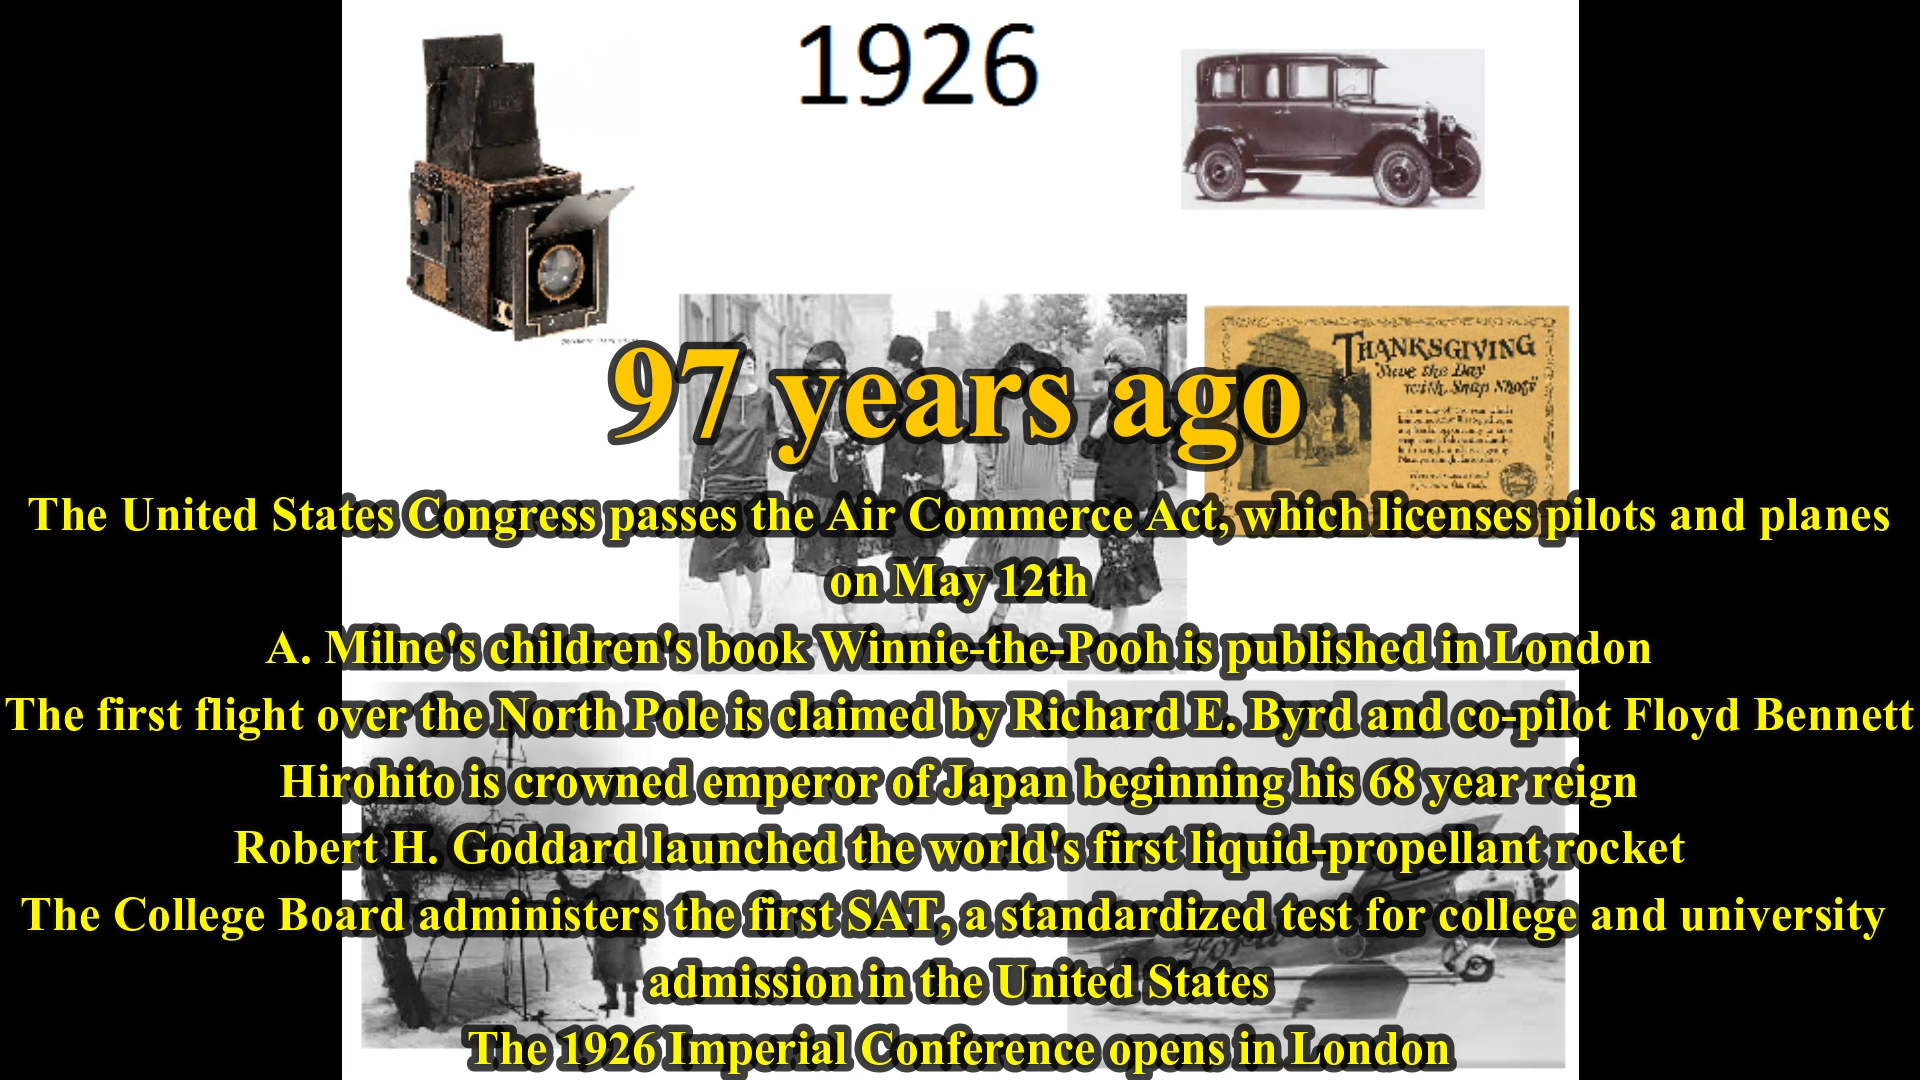 1926
THANKSGIVING
"Save the Day
with Snap Shots"
97 years ago
The United States Congress passes the Air Commerce Act, which licenses pilots and planes
on May 12th
A. Milne's children's book Winnie-the-Pooh is published in London
The first flight over the North Pole is claimed by Richard E. Byrd and co-pilot Floyd Bennett
Hirohito is crowned emperor of Japan beginning his 68 year reign
Robert H. Goddard launched the world's first liquid-propellant rocket
The College Board administers the first SAT, a standardized test for college and university
admission in the United States
The 1926 Imperial Conference opens in London